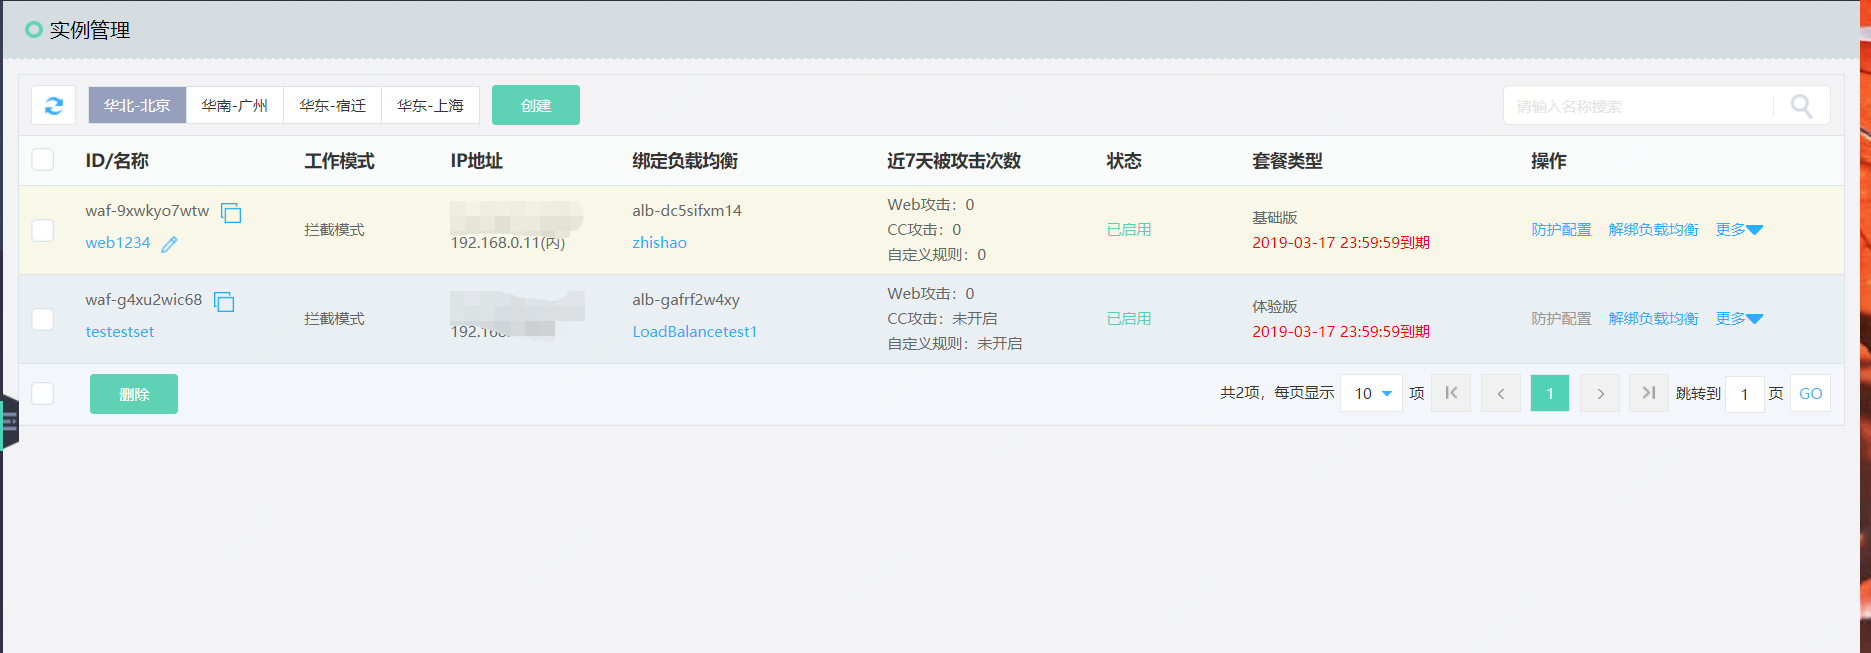 实例管理
华北-北京 华南-广州 华东-宿迁 华东-上海 创建 请输入名称搜索
ID/名称 工作模式 IP地址 绑定负载均衡 近7天被攻击次数 状态 套餐类型 操作
waf-9xwkyo7wtw
web1234
拦截模式
192.168.0.11(内)
alb-dc5sifxm14
zhishao
Web攻击：0
CC攻击：0
自定义规则：0
已启用
基础版
2019-03-17 23:59:59到期
防护配置 解绑负载均衡 更多
waf-g4xu2wic68
testestset
拦截模式
alb-gafrf2w4xy
LoadBalancetest1
Web攻击：0
CC攻击：未开启
自定义规则：未开启
已启用
体验版
2019-03-17 23:59:59到期
防护配置 解绑负载均衡 更多
删除 共2项，每页显示 10 项 1 跳转到 1 页 GO